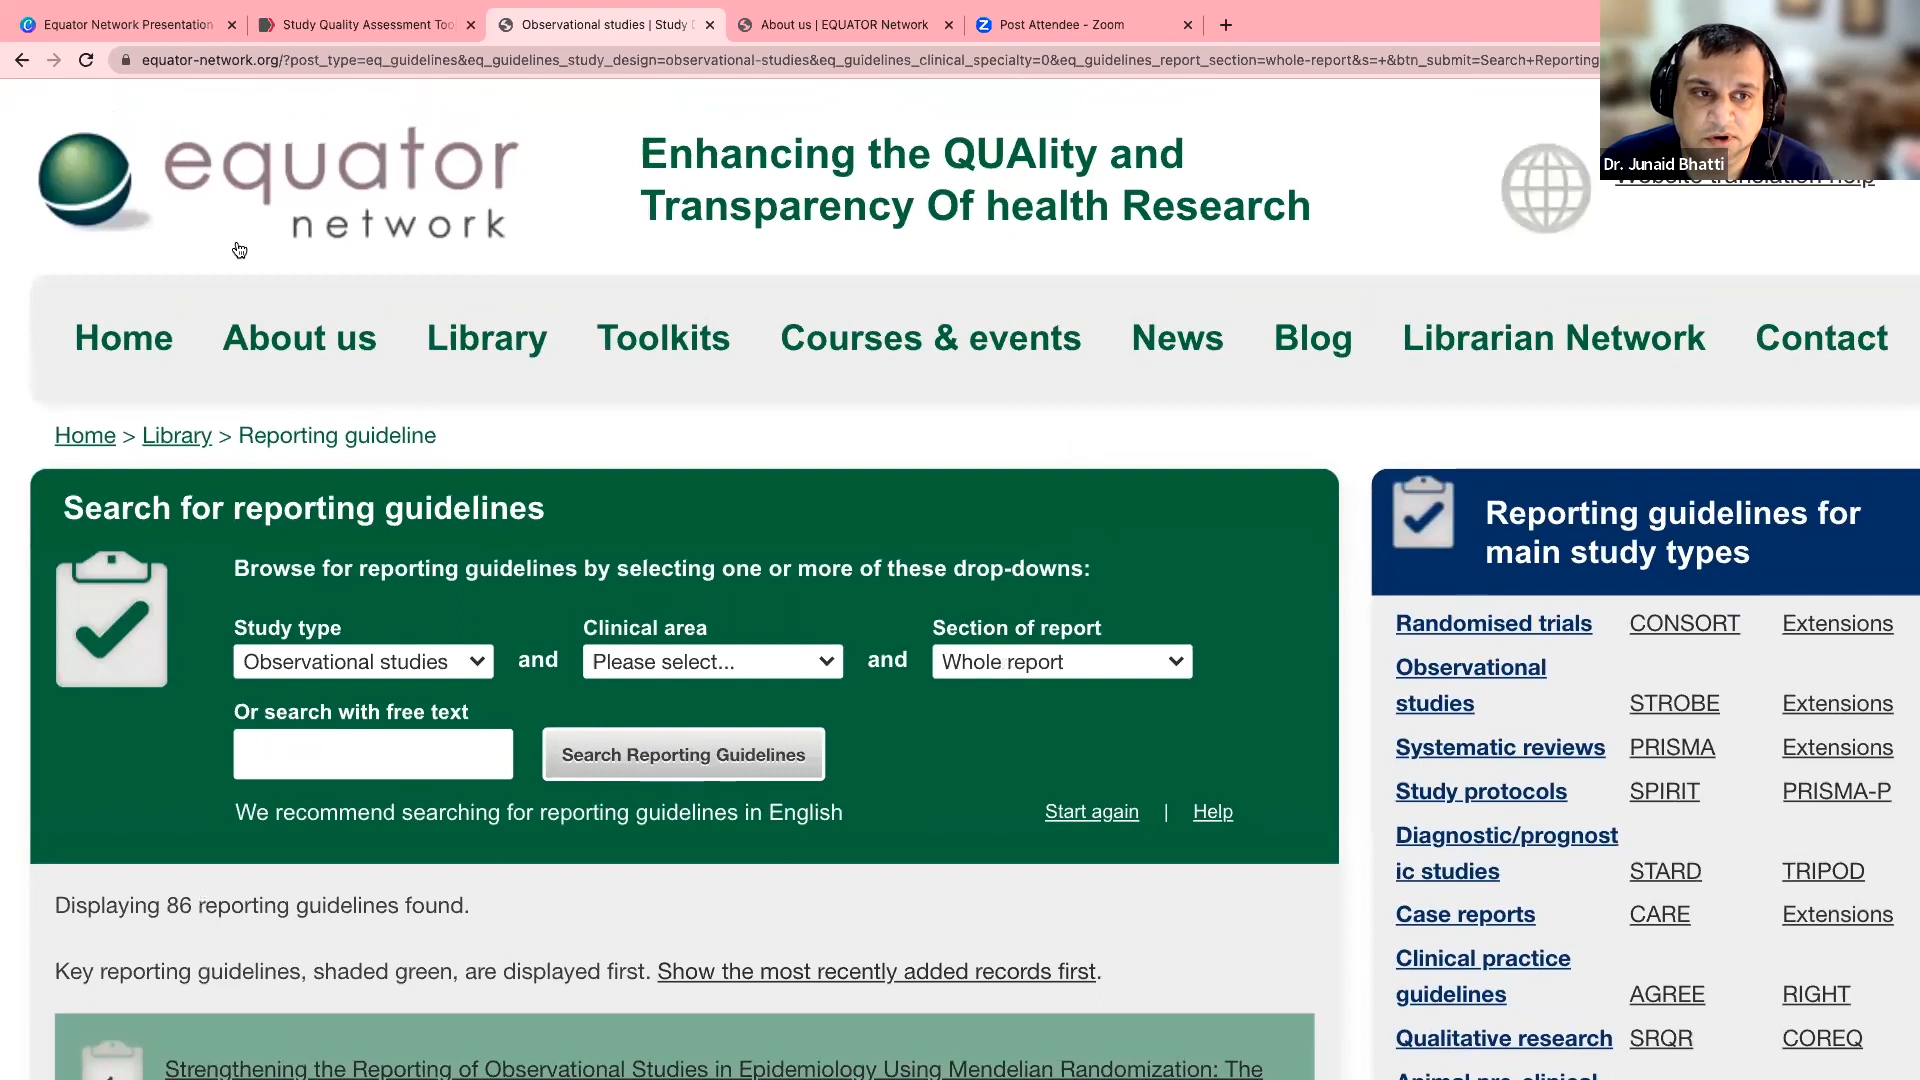 Equator Network Presentation
Study Quality Assessment Too
Observational studies | Study
About us | EQUATOR Network
Post Attendee - Zoom
equator-network.org/?post_type=eq_guidelines&eq_guidelines_study_design=observational-studies&eq_guidelines_clinical_specialty=0&eq_guidelines_report_section=whole-report&s=+&btn_submit=Search+Reporting
Dr. Junaid Bhatti
equator
network
Enhancing the QUAlity and
Transparency Of health Research
Website translation help
Home About us Library Toolkits Courses & events News Blog Librarian Network Contact
Home > Library > Reporting guideline
Search for reporting guidelines
Browse for reporting guidelines by selecting one or more of these drop-downs:
Study type Clinical area Section of report
Observational studies and Please select... and Whole report
Or search with free text
Search Reporting Guidelines
We recommend searching for reporting guidelines in English
Start again | Help
Displaying 86 reporting guidelines found.
Key reporting guidelines, shaded green, are displayed first. Show the most recently added records first.
Strengthening the Reporting of Observational Studies in Epidemiology Using Mendelian Randomization: The
Reporting guidelines for
main study types
Randomised trials CONSORT Extensions
Observational
studies STROBE Extensions
Systematic reviews PRISMA Extensions
Study protocols SPIRIT PRISMA-P
Diagnostic/prognost
ic studies STARD TRIPOD
Case reports CARE Extensions
Clinical practice
guidelines AGREE RIGHT
Qualitative research SRQR COREQ
Animal pre-clinical